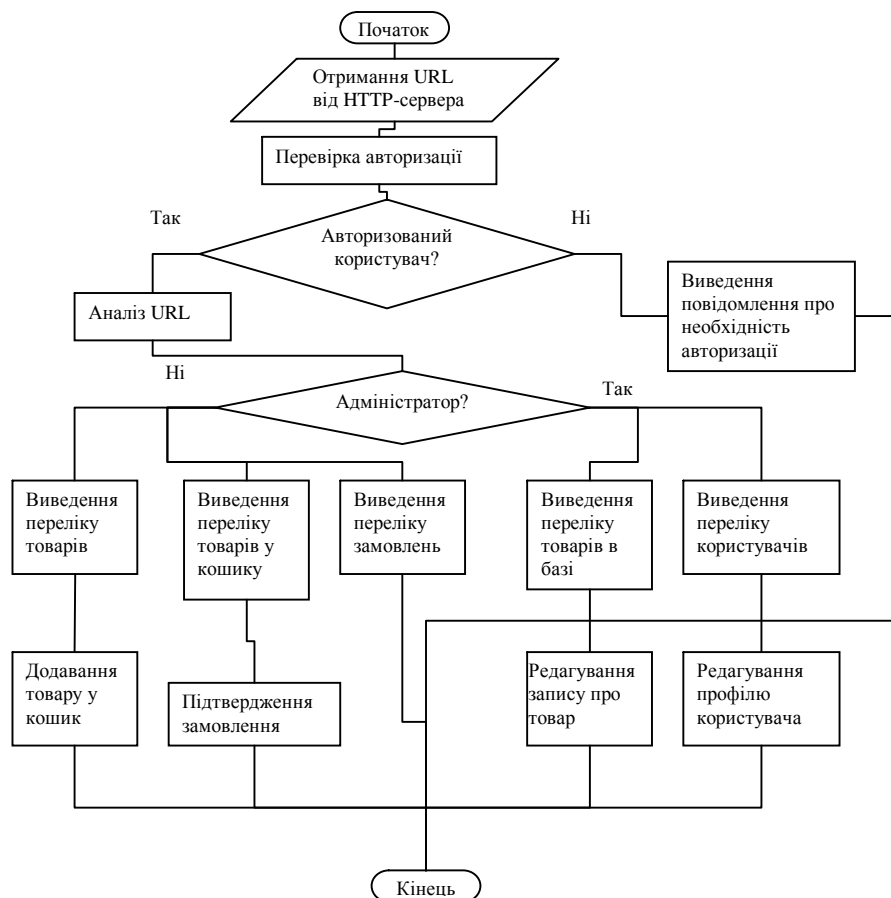 Початок
Отримання URL
від HTTP-сервера
Перевірка авторизації
Так
Ні
Авторизований
користувач?
Виведення
повідомлення про
необхідність
авторизації
Аналіз URL
Ні
Так
Адміністратор?
Виведення
переліку
товарів
Виведення
переліку
товарів у
кошику
Виведення
переліку
замовлень
Виведення
переліку
товарів в
базі
Виведення
переліку
користувачів
Додавання
товару у
кошик
Підтвердження
замовлення
Редагування
запису про
товар
Редагування
профілю
користувача
Кінець